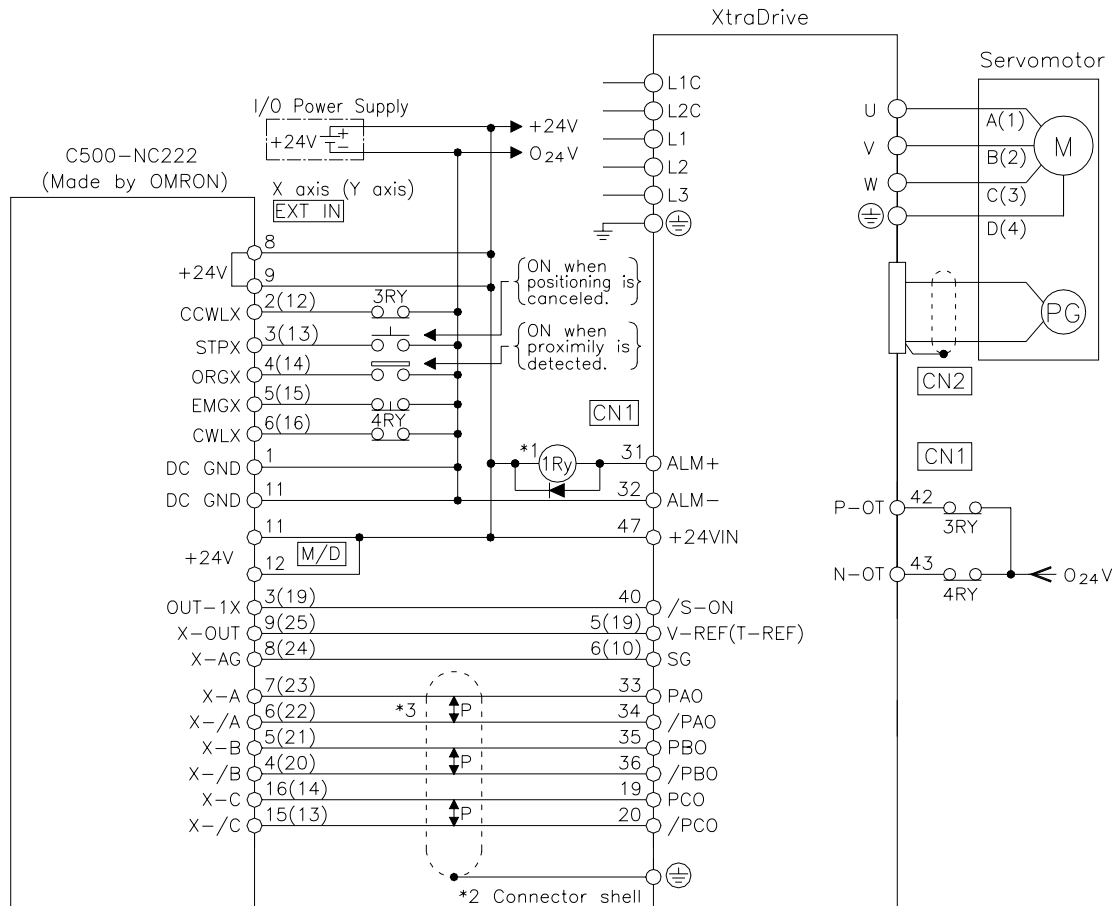 XtraDrive
Servomotor
I/O Power Supply
+24V
+
−
+24V
0 24V
C500-NC222
(Made by OMRON)
X axis (Y axis)
EXT IN
L1C
L2C
L1
L2
L3
U
V
W
A(1)
B(2)
C(3)
D(4)
M
PG
CN2
8
+24V
9
CCWLX
2(12)
3RY
STPX
3(13)
ORGX
4(14)
EMGX
5(15)
4RY
CWLX
6(16)
DC GND
1
DC GND
11
ON when
positioning is
canceled.
ON when
proximily is
detected.
CN1
*1
1Ry
31
ALM+
32
ALM-
11
+24V
12
M/D
47
+24VIN
CN1
P-OT
42
3RY
N-OT
43
4RY
0 24V
OUT-1X
3(19)
40
/S-ON
X-OUT
9(25)
5(19)
V-REF(T-REF)
X-AG
8(24)
6(10)
SG
X-A
7(23)
33
PAO
*3
P
X-/A
6(22)
34
/PAO
X-B
5(21)
35
PBO
P
X-/B
4(20)
36
/PBO
X-C
16(14)
19
PCO
P
X-/C
15(13)
20
/PCO
*2 Connector shell